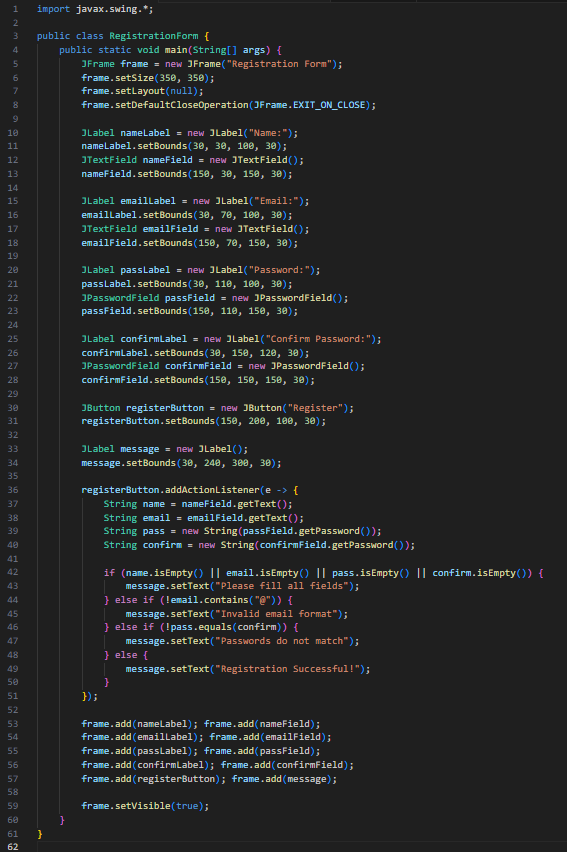 1 import javax.swing.*;
2
3 public class RegistrationForm {
4     public static void main(String[] args) {
5         JFrame frame = new JFrame("Registration Form");
6         frame.setSize(350, 350);
7         frame.setLayout(null);
8         frame.setDefaultCloseOperation(JFrame.EXIT_ON_CLOSE);
9
10         JLabel nameLabel = new JLabel("Name:");
11         nameLabel.setBounds(30, 30, 100, 30);
12         JTextField nameField = new JTextField();
13         nameField.setBounds(150, 30, 150, 30);
14
15         JLabel emailLabel = new JLabel("Email:");
16         emailLabel.setBounds(30, 70, 100, 30);
17         JTextField emailField = new JTextField();
18         emailField.setBounds(150, 70, 150, 30);
19
20         JLabel passLabel = new JLabel("Password:");
21         passLabel.setBounds(30, 110, 100, 30);
22         JPasswordField passField = new JPasswordField();
23         passField.setBounds(150, 110, 150, 30);
24
25         JLabel confirmLabel = new JLabel("Confirm Password:");
26         confirmLabel.setBounds(30, 150, 120, 30);
27         JPasswordField confirmField = new JPasswordField();
28         confirmField.setBounds(150, 150, 150, 30);
29
30         JButton registerButton = new JButton("Register");
31         registerButton.setBounds(150, 200, 100, 30);
32
33         JLabel message = new JLabel();
34         message.setBounds(30, 240, 300, 30);
35
36         registerButton.addActionListener(e -> {
37             String name = nameField.getText();
38             String email = emailField.getText();
39             String pass = new String(passField.getPassword());
40             String confirm = new String(confirmField.getPassword());
41
42             if (name.isEmpty() || email.isEmpty() || pass.isEmpty() || confirm.isEmpty()) {
43                 message.setText("Please fill all fields");
44             } else if (!email.contains("@")) {
45                 message.setText("Invalid email format");
46             } else if (!pass.equals(confirm)) {
47                 message.setText("Passwords do not match");
48             } else {
49                 message.setText("Registration Successful!");
50             }
51         });
52
53         frame.add(nameLabel); frame.add(nameField);
54         frame.add(emailLabel); frame.add(emailField);
55         frame.add(passLabel); frame.add(passField);
56         frame.add(confirmLabel); frame.add(confirmField);
57         frame.add(registerButton); frame.add(message);
58
59         frame.setVisible(true);
60     }
61 }
62